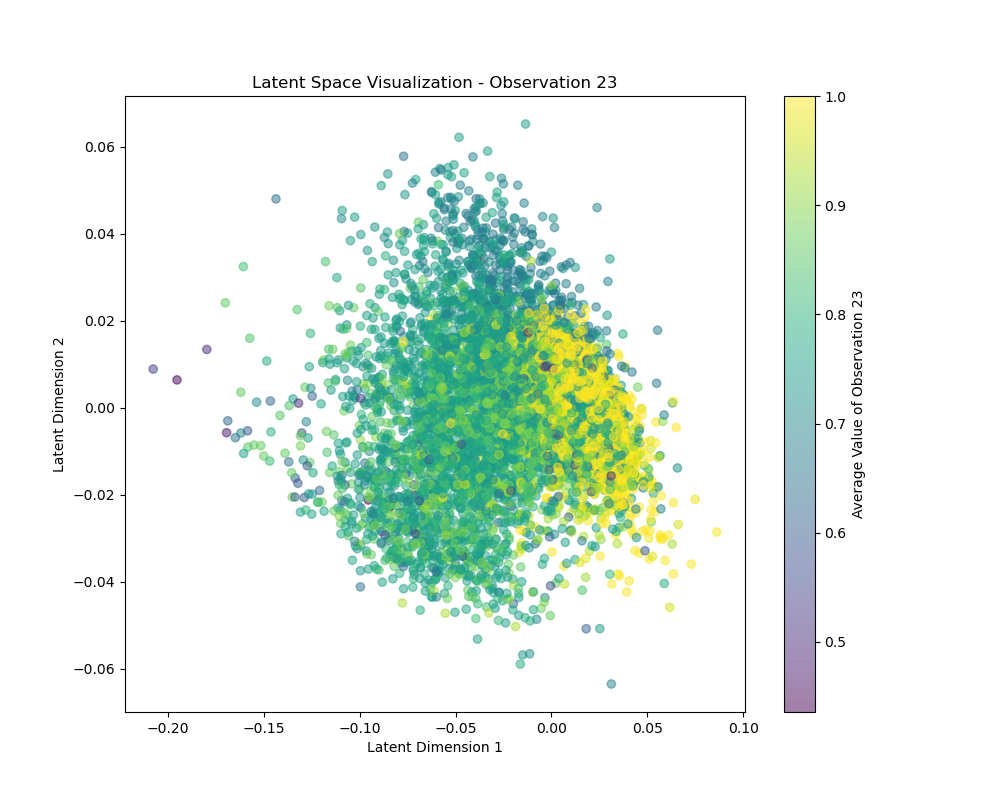 Latent Space Visualization - Observation 23
0.06
0.04
0.02
0.00
−0.02
−0.04
−0.06
Latent Dimension 2
−0.20 −0.15 −0.10 −0.05 0.00 0.05 0.10
Latent Dimension 1
1.0
0.9
0.8
0.7
0.6
0.5
Average Value of Observation 23